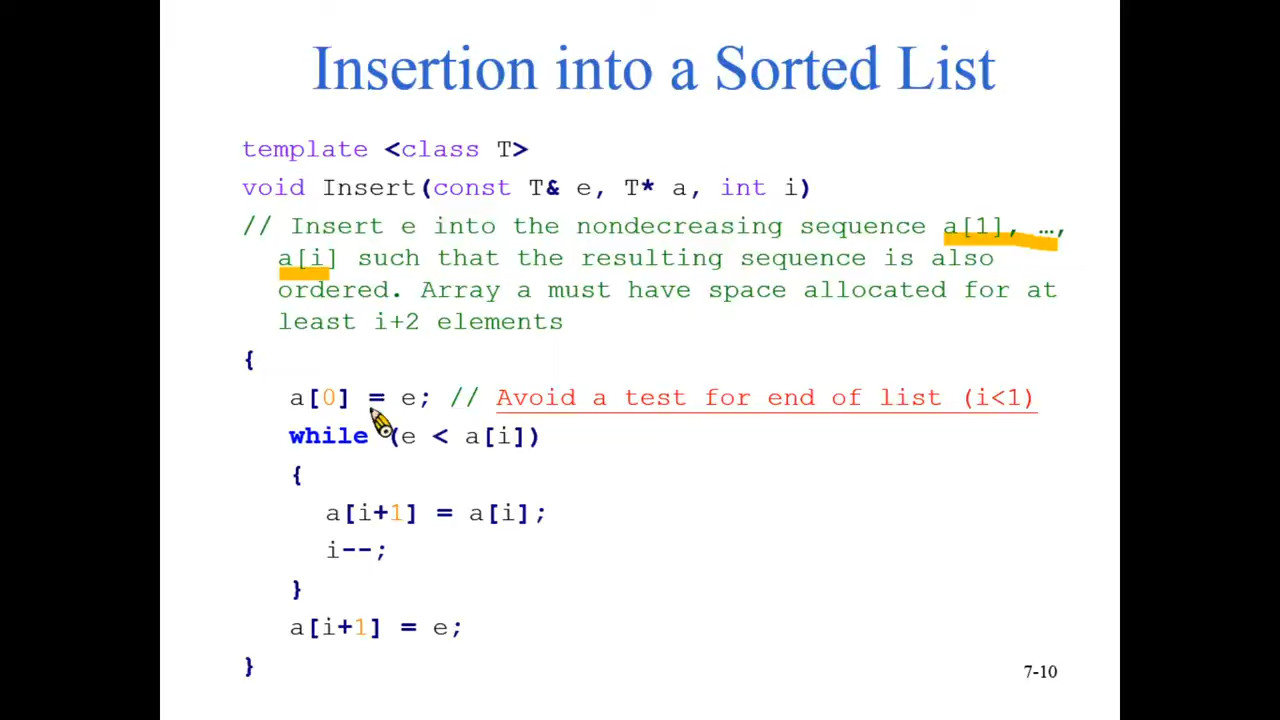 Insertion into a Sorted List
template <class T>
void Insert(const T& e, T* a, int i)
// Insert e into the nondecreasing sequence a[1], …,
a[i] such that the resulting sequence is also
ordered. Array a must have space allocated for at
least i+2 elements
{
a[0] = e; // Avoid a test for end of list (i<1)
while (e < a[i])
{
a[i+1] = a[i];
i--;
}
a[i+1] = e;
}
7-10